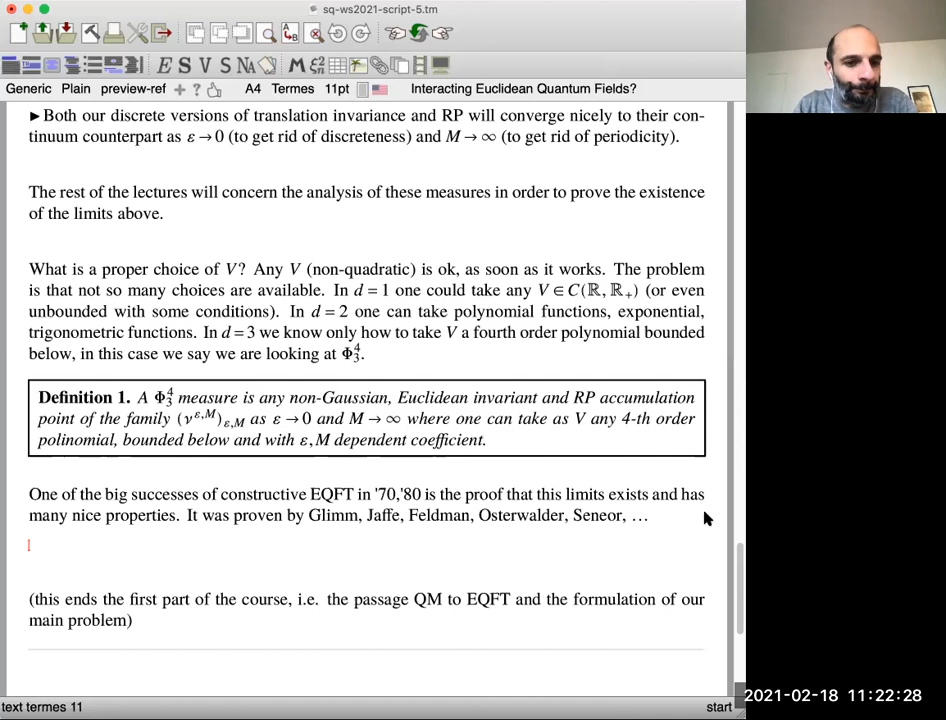 sq-ws2021-script-5.tm
E S V S NA M
Generic Plain preview-ref + ? A4 Termes 11pt Interacting Euclidean Quantum Fields?
▸ Both our discrete versions of translation invariance and RP will converge nicely to their con-
tinuum counterpart as ε → 0 (to get rid of discreteness) and M → ∞ (to get rid of periodicity).
The rest of the lectures will concern the analysis of these measures in order to prove the existence
of the limits above.
What is a proper choice of V? Any V (non-quadratic) is ok, as soon as it works. The problem
is that not so many choices are available. In d = 1 one could take any V ∈ C(ℝ, ℝ₊) (or even
unbounded with some conditions). In d = 2 one can take polynomial functions, exponential,
trigonometric functions. In d = 3 we know only how to take V a fourth order polynomial bounded
below, in this case we say we are looking at Φ⁴₃.
Definition 1. A Φ⁴₃ measure is any non-Gaussian, Euclidean invariant and RP accumulation
point of the family (ν^{ε,M})_{ε,M} as ε → 0 and M → ∞ where one can take as V any 4-th order
polinomial, bounded below and with ε, M dependent coefficient.
One of the big successes of constructive EQFT in '70,'80 is the proof that this limits exists and has
many nice properties. It was proven by Glimm, Jaffe, Feldman, Osterwalder, Seneor, …
(this ends the first part of the course, i.e. the passage QM to EQFT and the formulation of our
main problem)
text termes 11 start
2021-02-18 11:22:28